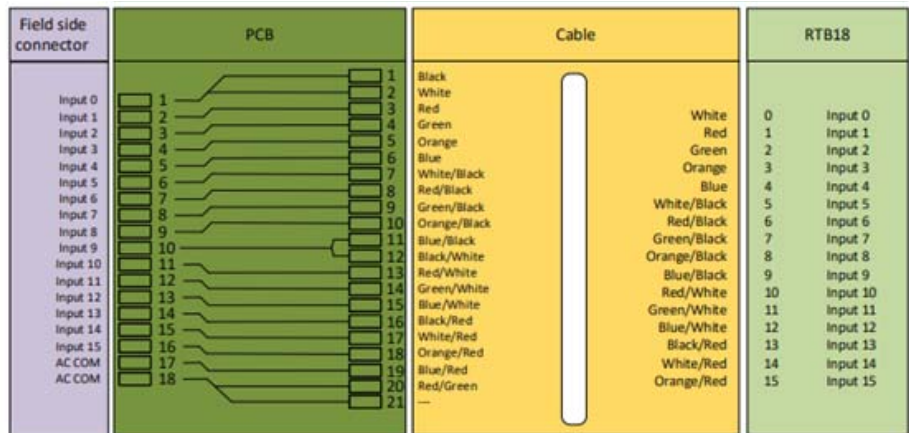 Field side connector
PCB
Cable
RTB18
Input 0
Input 1
Input 2
Input 3
Input 4
Input 5
Input 6
Input 7
Input 8
Input 9
Input 10
Input 11
Input 12
Input 13
Input 14
Input 15
AC COM
AC COM
1
2
3
4
5
6
7
8
9
10
11
12
13
14
15
16
17
18
1
2
3
4
5
6
7
8
9
10
11
12
13
14
15
16
17
18
19
20
21
Black
White
Red
Green
Orange
Blue
White/Black
Red/Black
Green/Black
Orange/Black
Blue/Black
Black/White
Red/White
Green/White
Blue/White
Black/Red
White/Red
Orange/Red
Blue/Red
Red/Green
---
White
Red
Green
Orange
Blue
White/Black
Red/Black
Green/Black
Orange/Black
Blue/Black
Red/White
Green/White
Blue/White
Black/Red
White/Red
Orange/Red
0 Input 0
1 Input 1
2 Input 2
3 Input 3
4 Input 4
5 Input 5
6 Input 6
7 Input 7
8 Input 8
9 Input 9
10 Input 10
11 Input 11
12 Input 12
13 Input 13
14 Input 14
15 Input 15